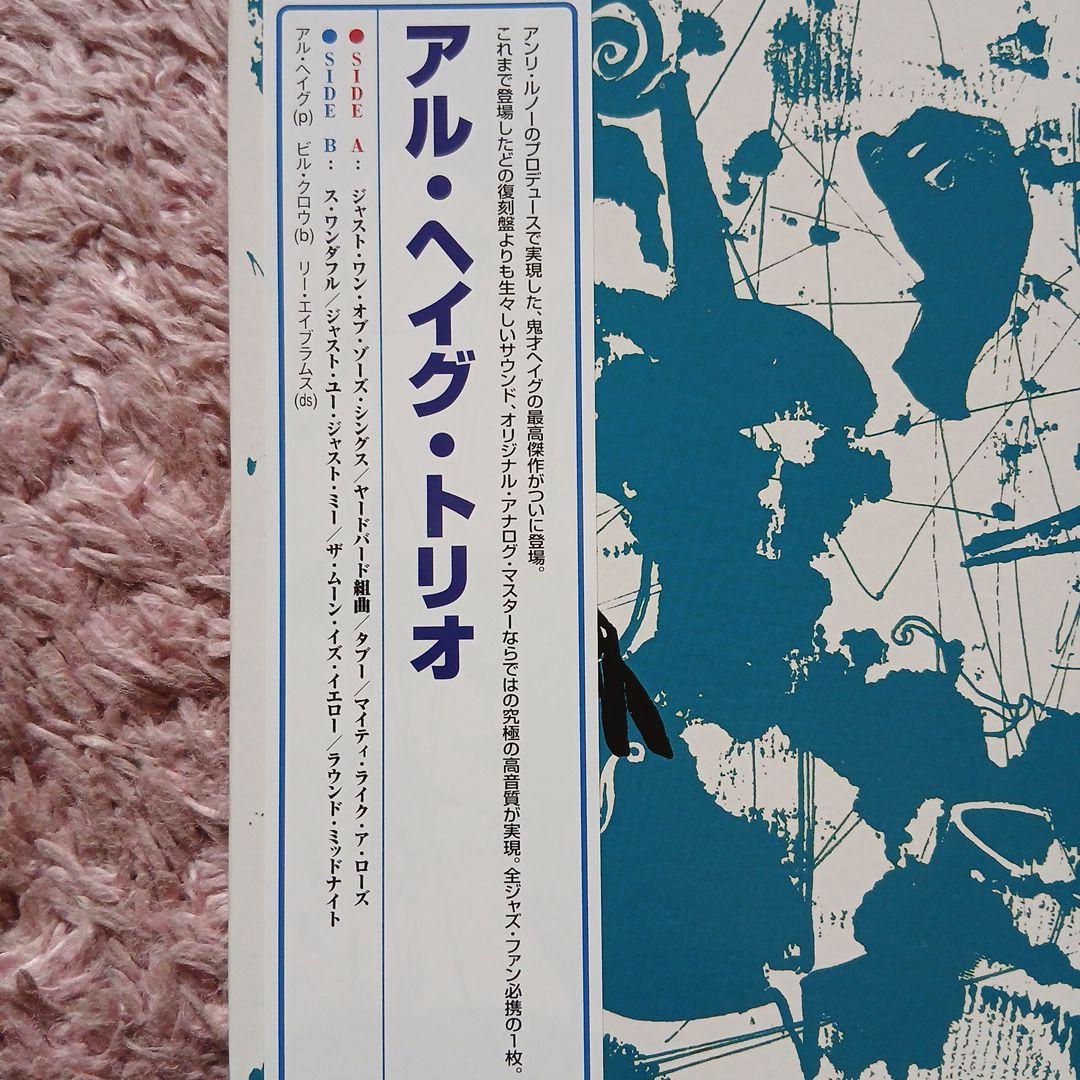 アンリ・ルノーのプロデュースで実現した、鬼才ヘイグの最高傑作がついに登場。
これまで登場したどの復刻盤よりも生々しいサウンド、オリジナル・アナログ・マスターならではの究極の高音質が実現。全ジャズ・ファン必携の1枚。
アル・ヘイグ・トリオ
●SIDE A: ジャスト・ワン・オブ・ゾーズ・シングス/ヤードバード組曲/タブー/マイティ・ライク・ア・ローズ
●SIDE B: ス・ワンダフル/ジャスト・ユー・ジャスト・ミー/ザ・ムーン・イズ・イエロー/ラウンド・ミッドナイト
アル・ヘイグ(p) ビル・クロウ(b) リー・エイブラムス(ds)